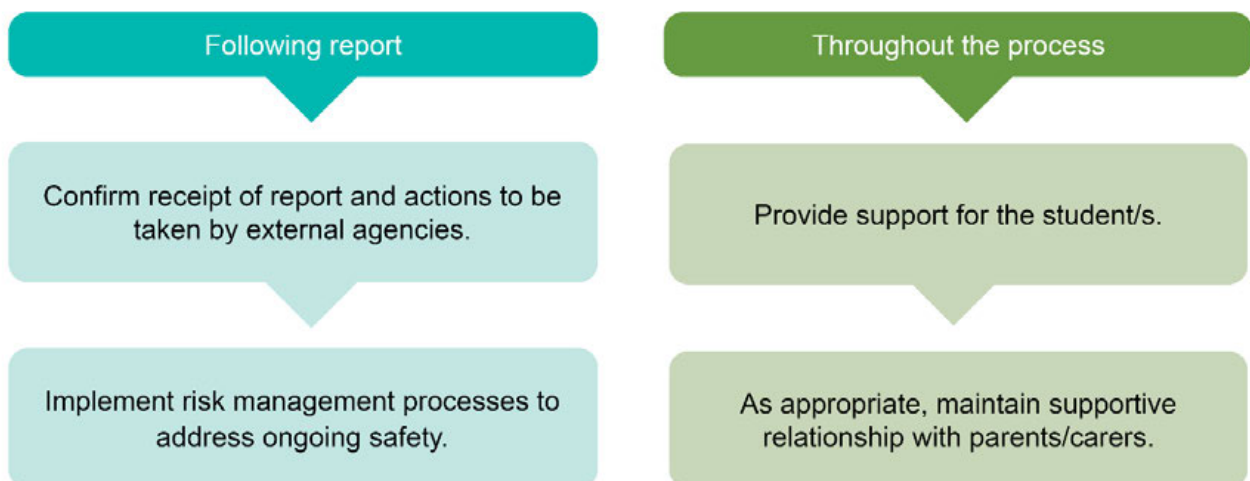 Following report
Confirm receipt of report and actions to be
taken by external agencies.
Implement risk management processes to
address ongoing safety.
Throughout the process
Provide support for the student/s.
As appropriate, maintain supportive
relationship with parents/carers.